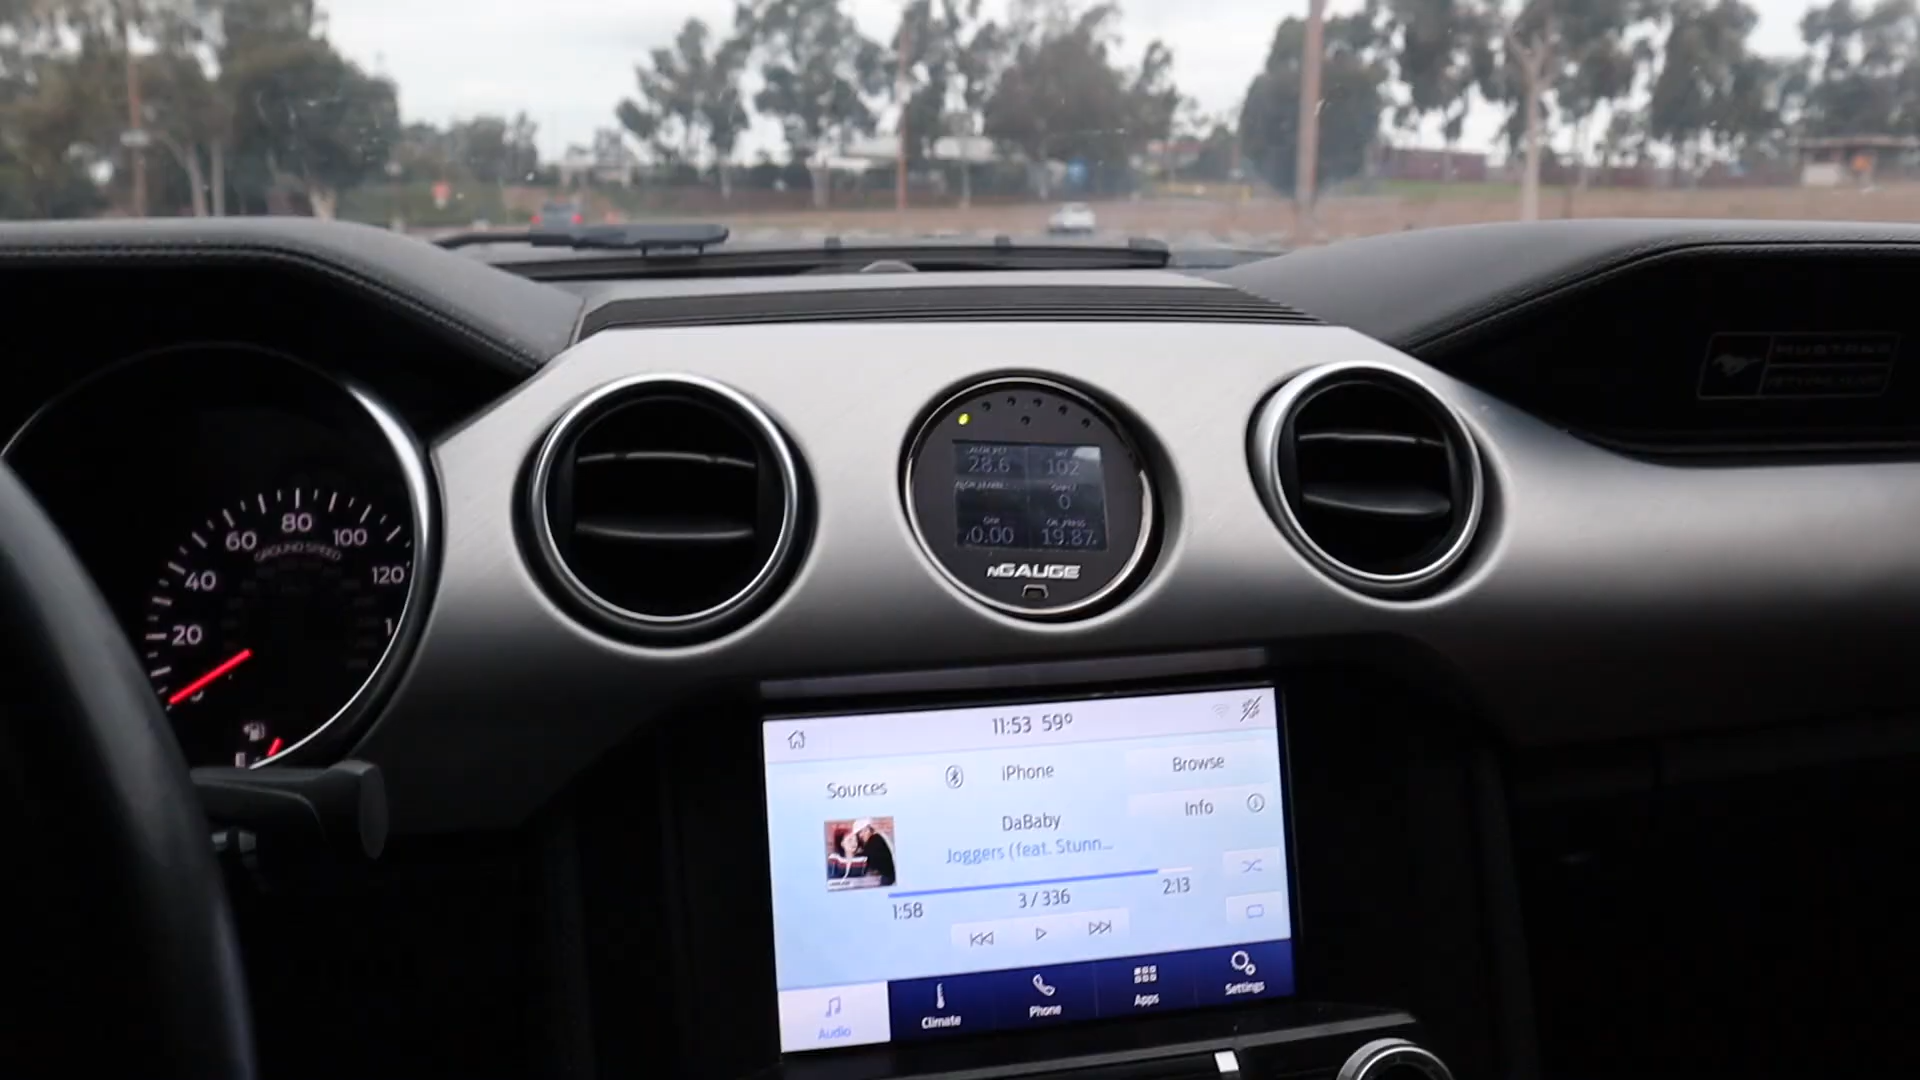 20
40
60
80
100
120
GROUND SPEED
E
28.6
102
0
0.00
19.87
nGAUGE
MUSTANG
11:53 59°
Sources
iPhone
Browse
Info
DaBaby
Joggers (feat. Stunn...
1:58
3 / 336
2:13
Audio
Climate
Phone
Apps
Settings